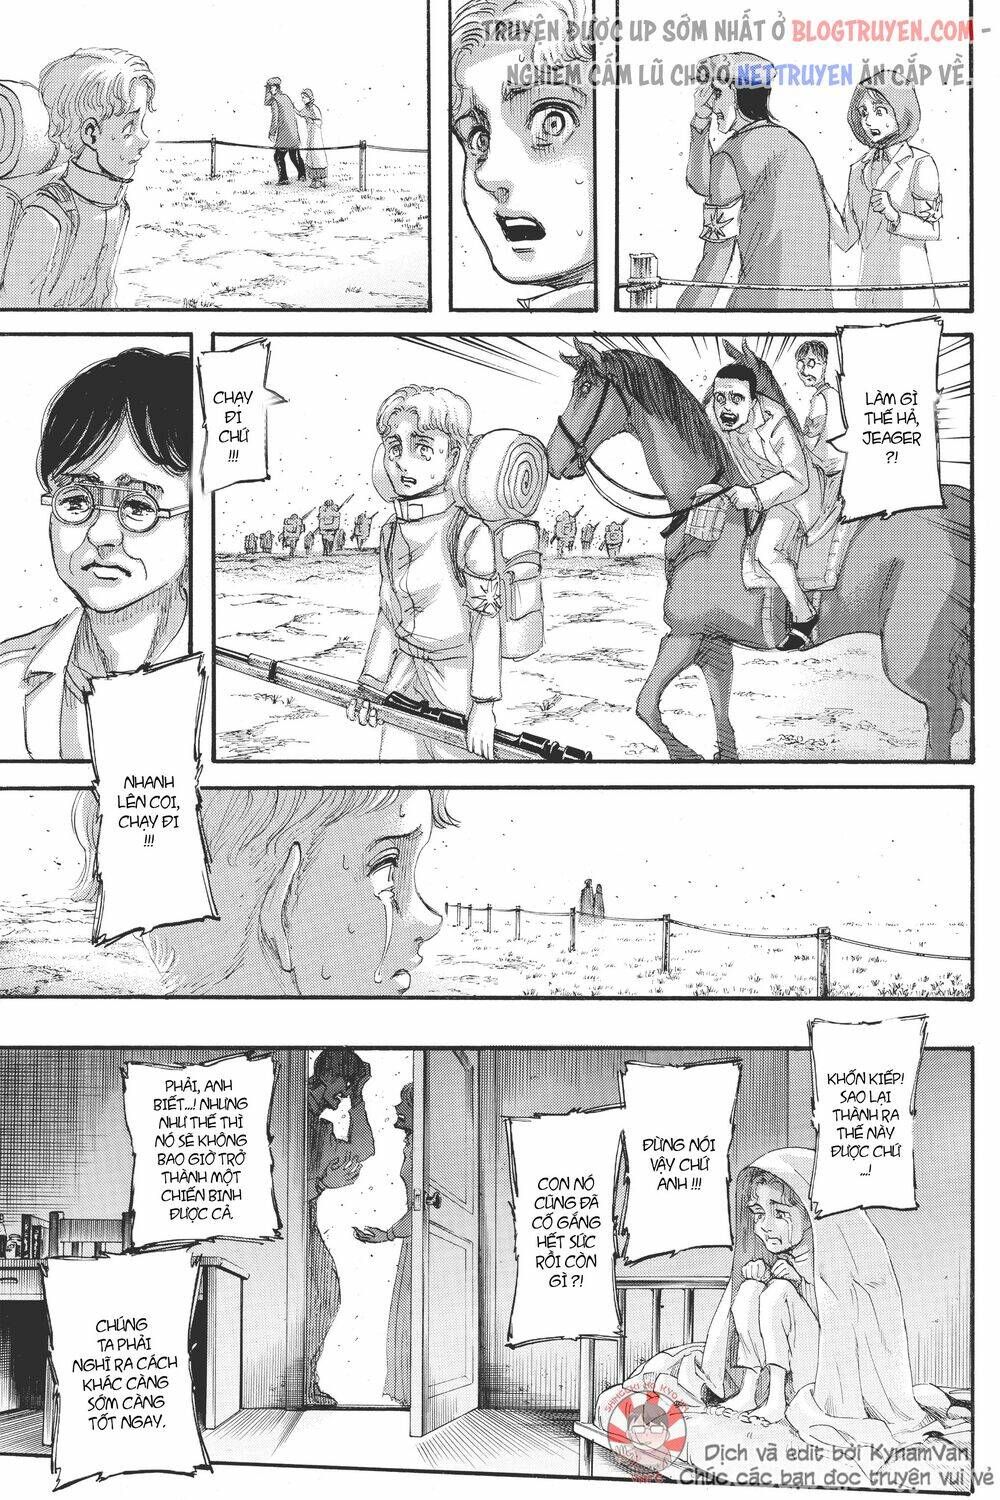 TRUYỆN ĐƯỢC UP SỚM NHẤT Ở BLOGTRUYEN.COM -
NGHIÊM CẤM LŨ CHÓ Ở NETTRUYEN ĂN CẮP VỀ.
LÀM GÌ
THẾ HẢ,
JEAGER
?!
CHẠY
ĐI
CHỨ
!!!
NHANH
LÊN COI,
CHẠY ĐI
!!!
KHỐN KIẾP!
SAO LẠI
THÀNH RA
THẾ NÀY
ĐƯỢC CHỨ
...!
ĐỪNG NÓI
VẬY CHỨ
ANH !!!
CON NÓ
CŨNG ĐÃ
CỐ GẮNG
HẾT SỨC
RỒI CÒN
GÌ ?!
PHẢI, ANH
BIẾT...! NHƯNG
NHƯ THẾ THÌ
NÓ SẼ KHÔNG
BAO GIỜ TRỞ
THÀNH MỘT
CHIẾN BINH
ĐƯỢC CẢ.
CHÚNG
TA PHẢI
NGHĨ RA CÁCH
KHÁC CÀNG
SỚM CÀNG
TỐT NGAY.
Dịch và edit bởi KynamVan
Chúc các bạn đọc truyện vui vẻ